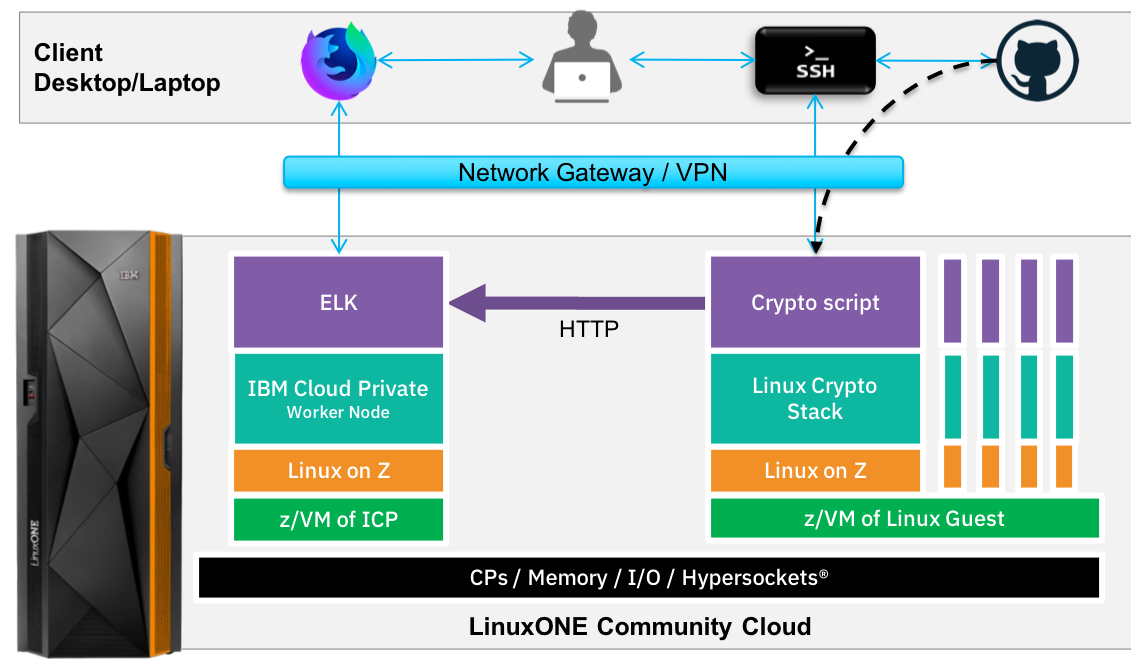 Client
Desktop/Laptop
>_
SSH
Network Gateway / VPN
IBM
LinuxONE
ELK
HTTP
Crypto script
IBM Cloud Private
Worker Node
Linux Crypto
Stack
Linux on Z
Linux on Z
z/VM of ICP
z/VM of Linux Guest
CPs / Memory / I/O / Hypersockets®
LinuxONE Community Cloud